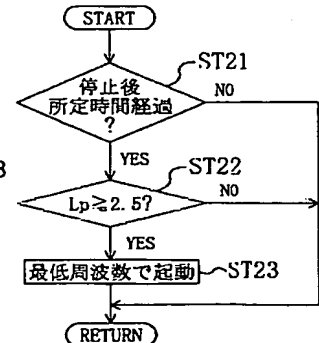 START
ST21
停止後
所定時間経過
?
NO
YES
8
ST22
Lp≧2.5?
NO
YES
最低周波数で起動
ST23
RETURN